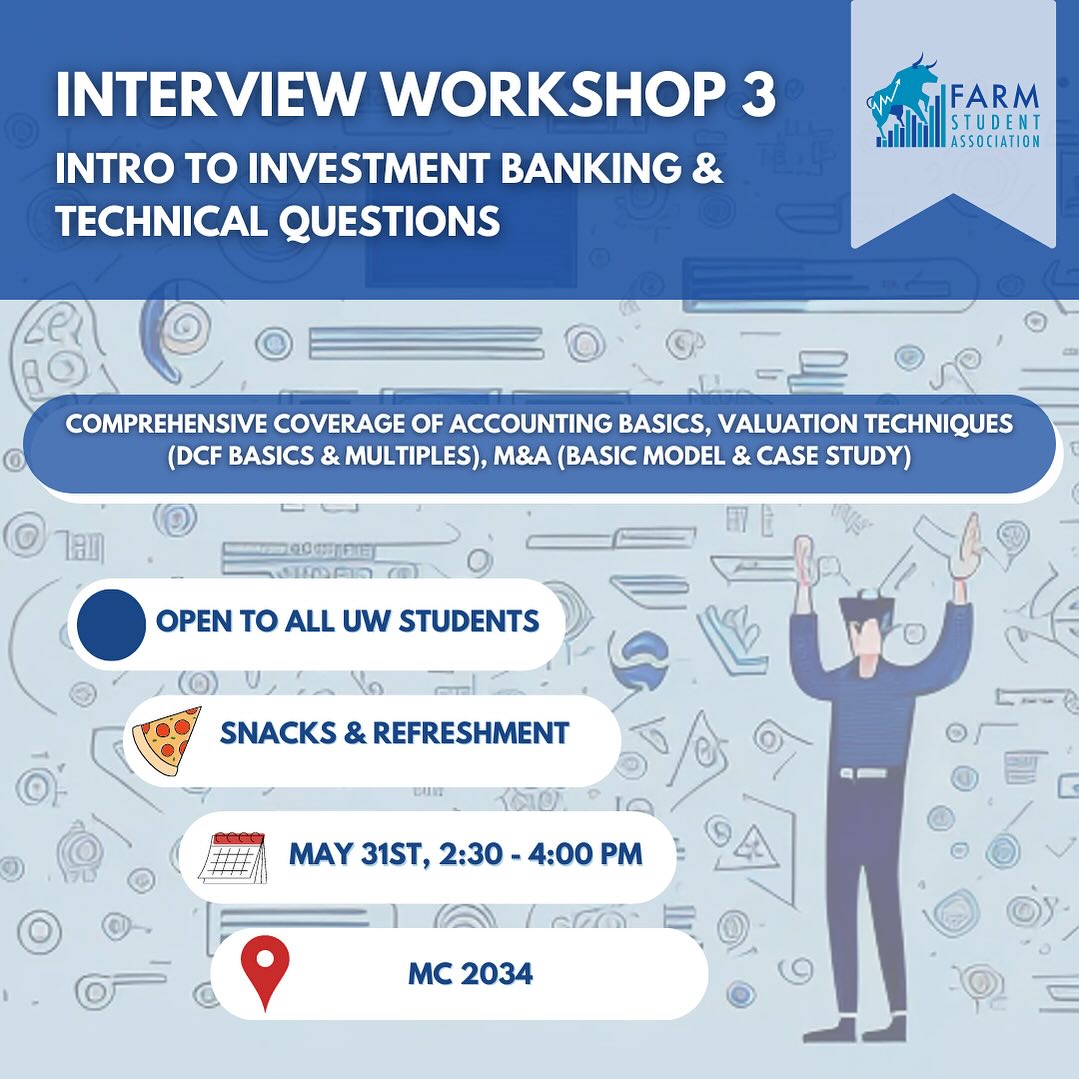 INTERVIEW WORKSHOP 3
INTRO TO INVESTMENT BANKING &
TECHNICAL QUESTIONS
FARM
STUDENT
ASSOCIATION
COMPREHENSIVE COVERAGE OF ACCOUNTING BASICS, VALUATION TECHNIQUES
(DCF BASICS & MULTIPLES), M&A (BASIC MODEL & CASE STUDY)
OPEN TO ALL UW STUDENTS
SNACKS & REFRESHMENT
MAY 31ST, 2:30 - 4:00 PM
MC 2034